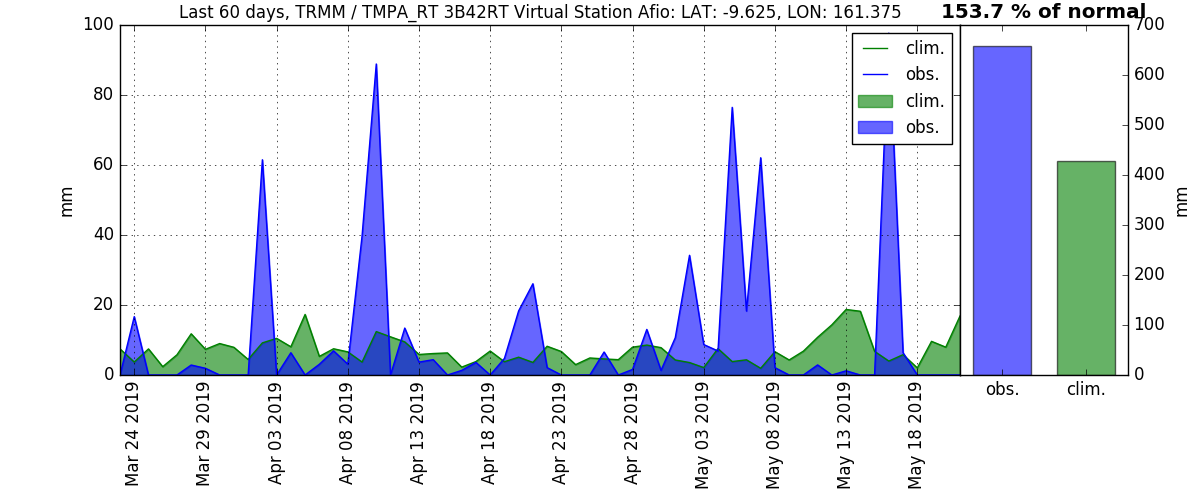 Last 60 days, TRMM / TMPA_RT 3B42RT Virtual Station Afio: LAT: -9.625, LON: 161.375
153.7 % of normal
100
80
60
40
20
0
mm
clim.
obs.
clim.
obs.
700
600
500
400
300
200
100
0
mm
Mar 24 2019
Mar 29 2019
Apr 03 2019
Apr 08 2019
Apr 13 2019
Apr 18 2019
Apr 23 2019
Apr 28 2019
May 03 2019
May 08 2019
May 13 2019
May 18 2019
obs.
clim.